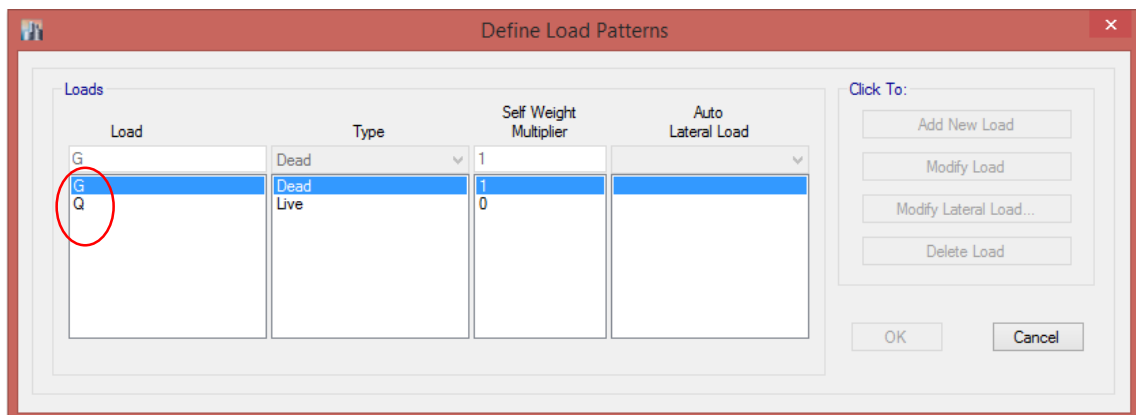 Define Load Patterns
Loads
Load Type Self Weight Multiplier Auto Lateral Load
G Dead 1
G Dead 1
Q Live 0
Click To:
Add New Load
Modify Load
Modify Lateral Load...
Delete Load
OK Cancel